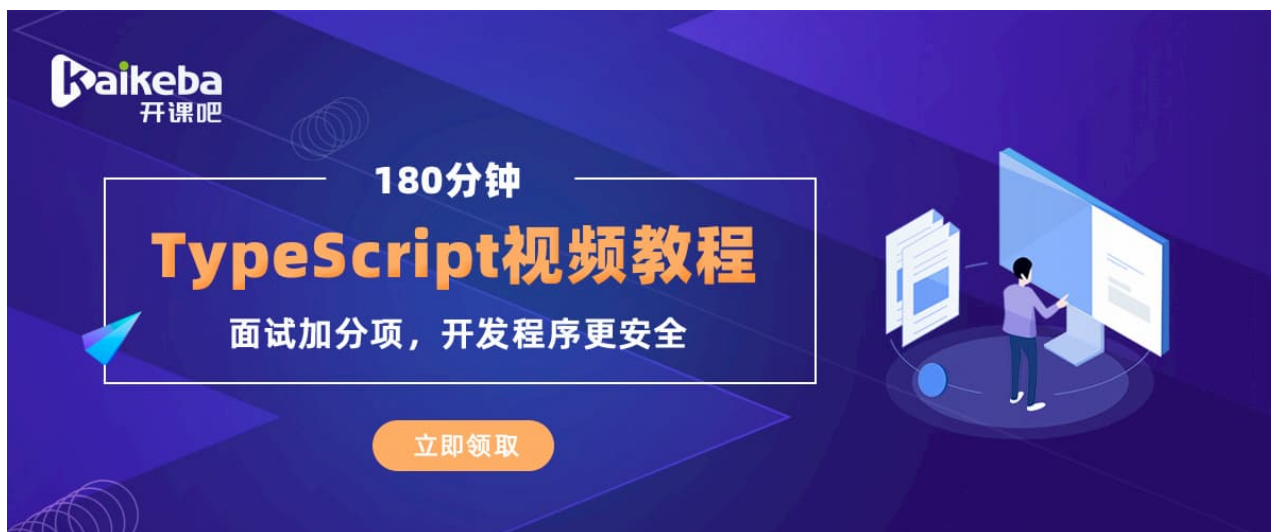 kaikeba
开课吧
180分钟
TypeScript视频教程
面试加分项，开发程序更安全
立即领取